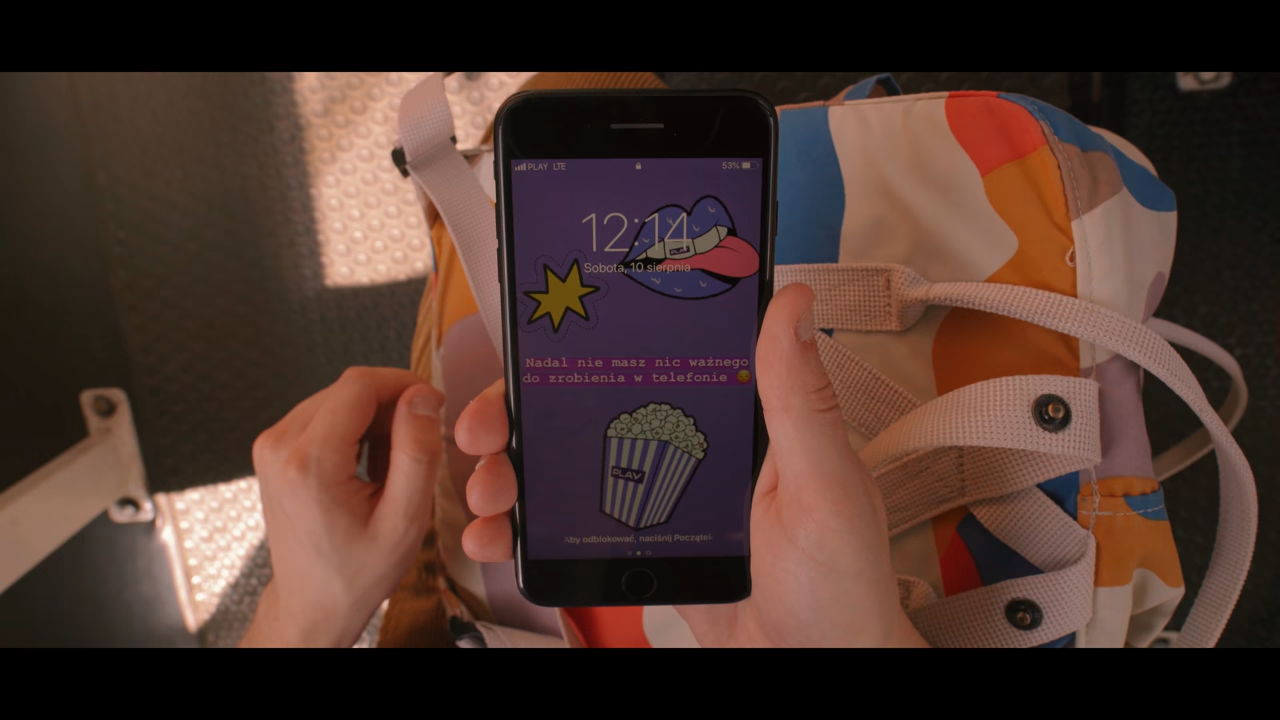 PLAY LTE 53%
12:14
PLAY
Sobota, 10 sierpnia
Nadal nie masz nic ważnego
do zrobienia w telefonie
PLAY
Aby odblokować, naciśnij Początek